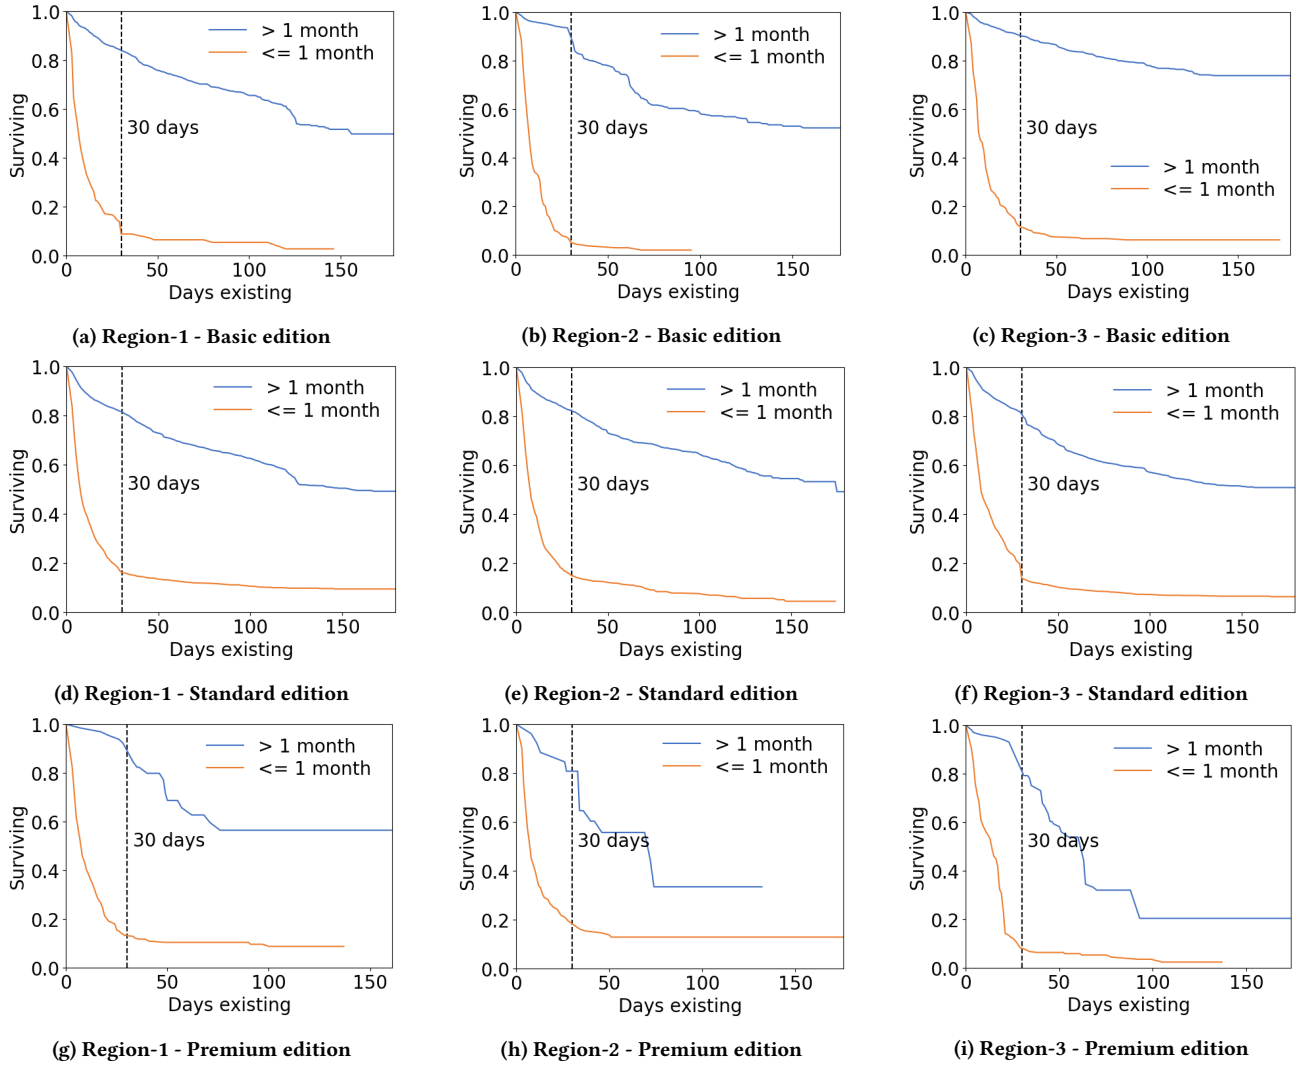 1.0
0.8
0.6
0.4
0.2
0.0
Surviving
> 1 month
<= 1 month
30 days
0 50 100 150
Days existing
(a) Region-1 - Basic edition
1.0
0.8
0.6
0.4
0.2
0.0
Surviving
> 1 month
<= 1 month
30 days
0 50 100 150
Days existing
(b) Region-2 - Basic edition
1.0
0.8
0.6
0.4
0.2
0.0
Surviving
30 days
> 1 month
<= 1 month
0 50 100 150
Days existing
(c) Region-3 - Basic edition
1.0
0.8
0.6
0.4
0.2
0.0
Surviving
> 1 month
<= 1 month
30 days
0 50 100 150
Days existing
(d) Region-1 - Standard edition
1.0
0.8
0.6
0.4
0.2
0.0
Surviving
> 1 month
<= 1 month
30 days
0 50 100 150
Days existing
(e) Region-2 - Standard edition
1.0
0.8
0.6
0.4
0.2
0.0
Surviving
> 1 month
<= 1 month
30 days
0 50 100 150
Days existing
(f) Region-3 - Standard edition
1.0
0.8
0.6
0.4
0.2
0.0
Surviving
> 1 month
<= 1 month
30 days
0 50 100 150
Days existing
(g) Region-1 - Premium edition
1.0
0.8
0.6
0.4
0.2
0.0
Surviving
> 1 month
<= 1 month
30 days
0 50 100 150
Days existing
(h) Region-2 - Premium edition
1.0
0.8
0.6
0.4
0.2
0.0
Surviving
> 1 month
<= 1 month
30 days
0 50 100 150
Days existing
(i) Region-3 - Premium edition